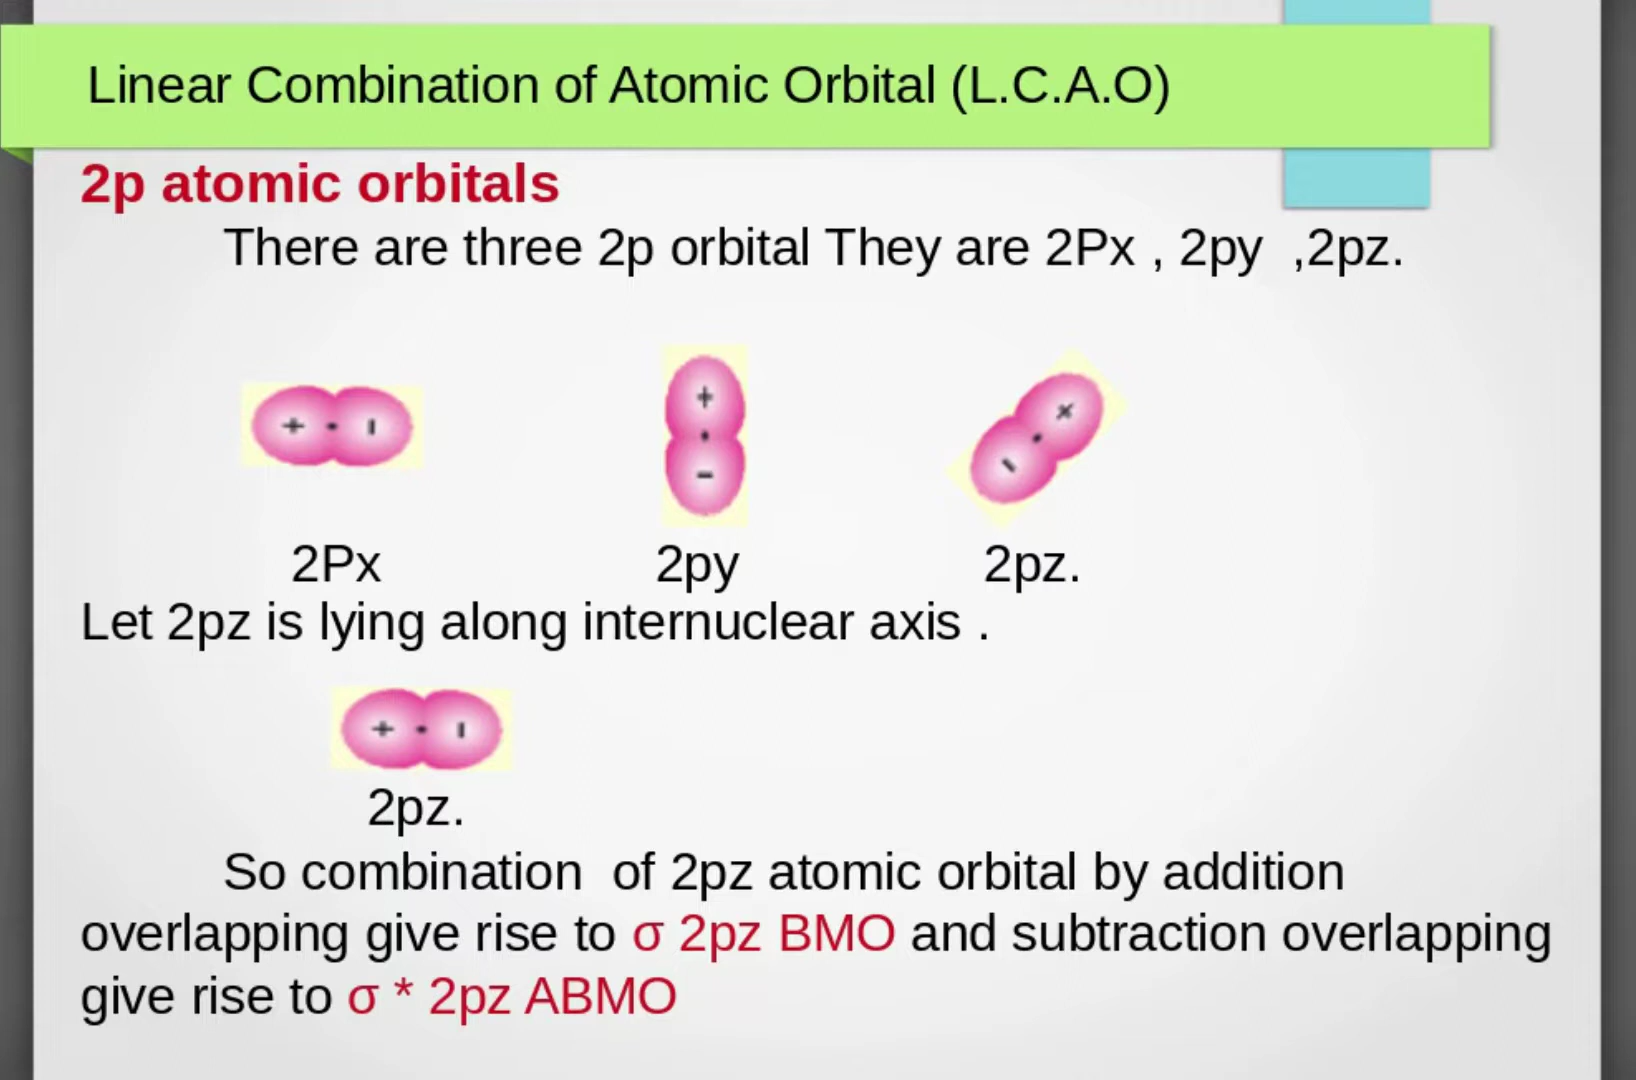 Linear Combination of Atomic Orbital (L.C.A.O)
2p atomic orbitals
There are three 2p orbital They are 2Px , 2py ,2pz.
+ · − + · − + · −
2Px 2py 2pz.
Let 2pz is lying along internuclear axis .
+ · −
2pz.
So combination of 2pz atomic orbital by addition
overlapping give rise to σ 2pz BMO and subtraction overlapping
give rise to σ * 2pz ABMO